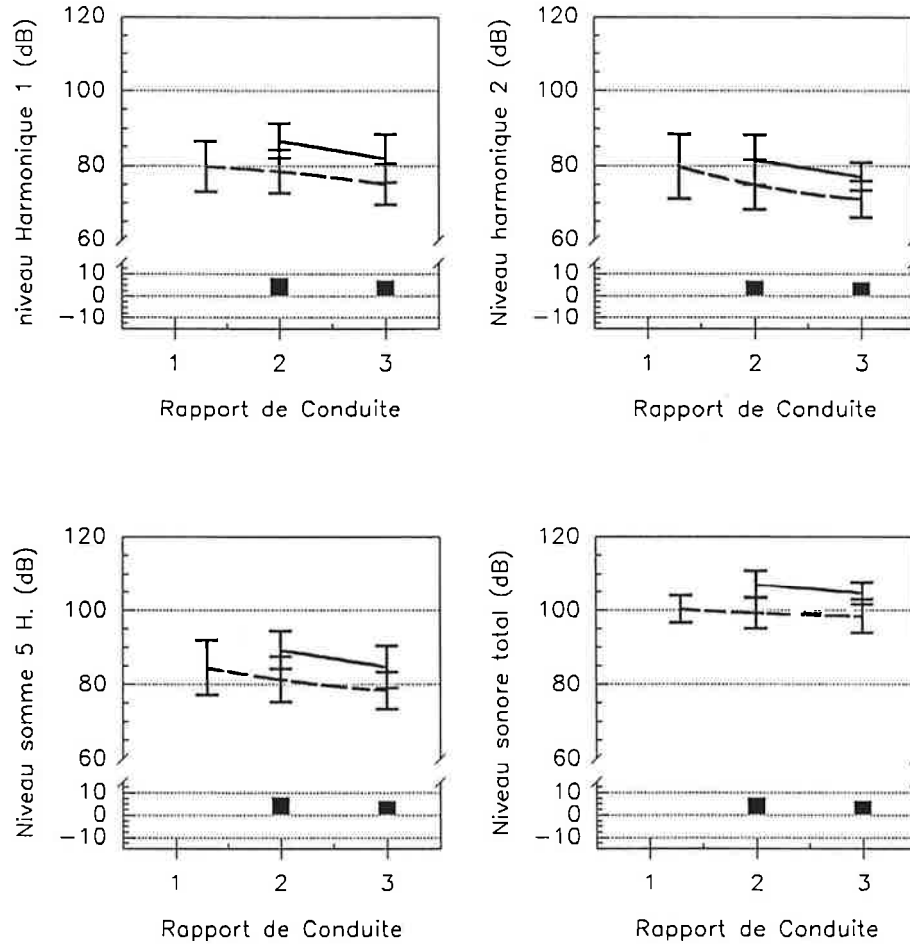 niveau Harmonique 1 (dB)
120
100
80
60
10
0
−10
1 2 3
Rapport de Conduite
Niveau harmonique 2 (dB)
120
100
80
60
10
0
−10
1 2 3
Rapport de Conduite
Niveau somme 5 H. (dB)
120
100
80
60
10
0
−10
1 2 3
Rapport de Conduite
Niveau sonore total (dB)
120
100
80
60
10
0
−10
1 2 3
Rapport de Conduite